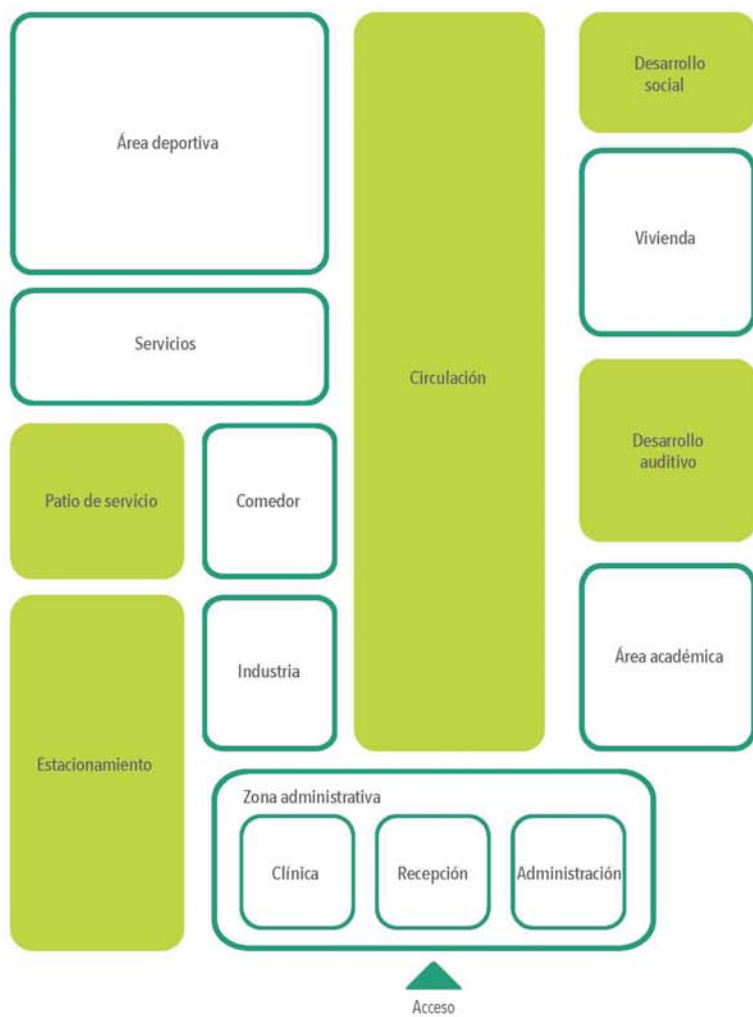 Área deportiva
Desarrollo
social
Vivienda
Servicios
Circulación
Patio de servicio
Comedor
Desarrollo
auditivo
Industria
Área académica
Estacionamiento
Zona administrativa
Clínica
Recepción
Administración
Acceso